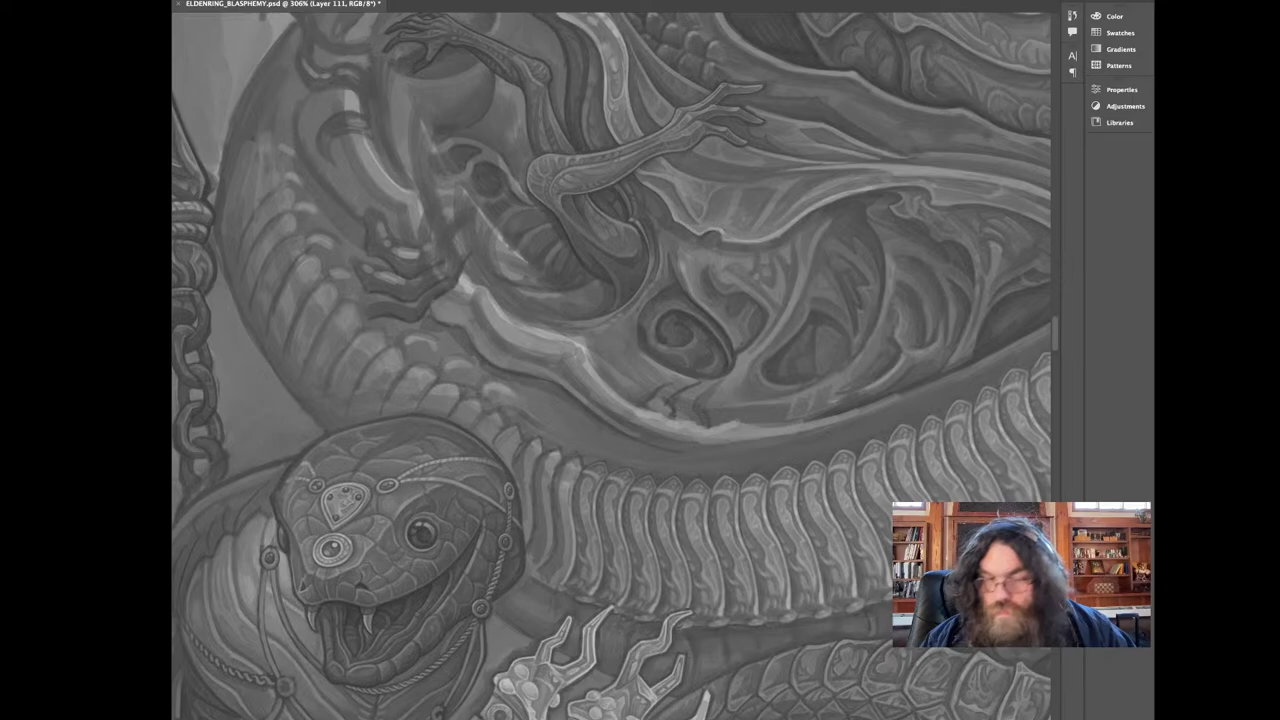 × ELDENRING_BLASPHEMY.psd @ 306% (Layer 111, RGB/8*) *
Color
Swatches
Gradients
Patterns
Properties
Adjustments
Libraries